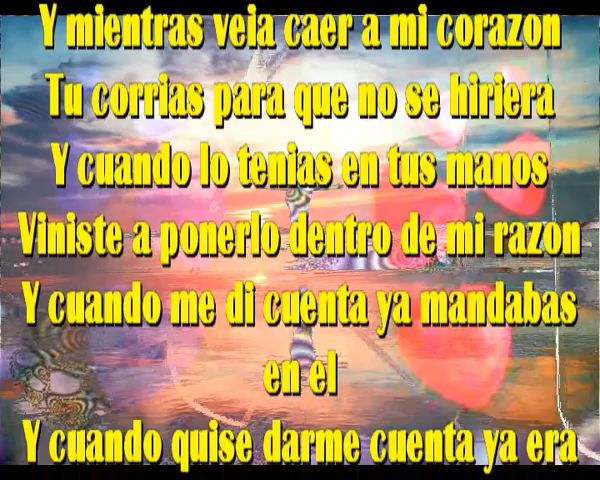 Y mientras veia caer a mi corazon
Tu corrias para que no se hiriera
Y cuando lo tenias en tus manos
Viniste a ponerlo dentro de mi razon
Y cuando me di cuenta ya mandabas
en el
Y cuando quise darme cuenta ya era